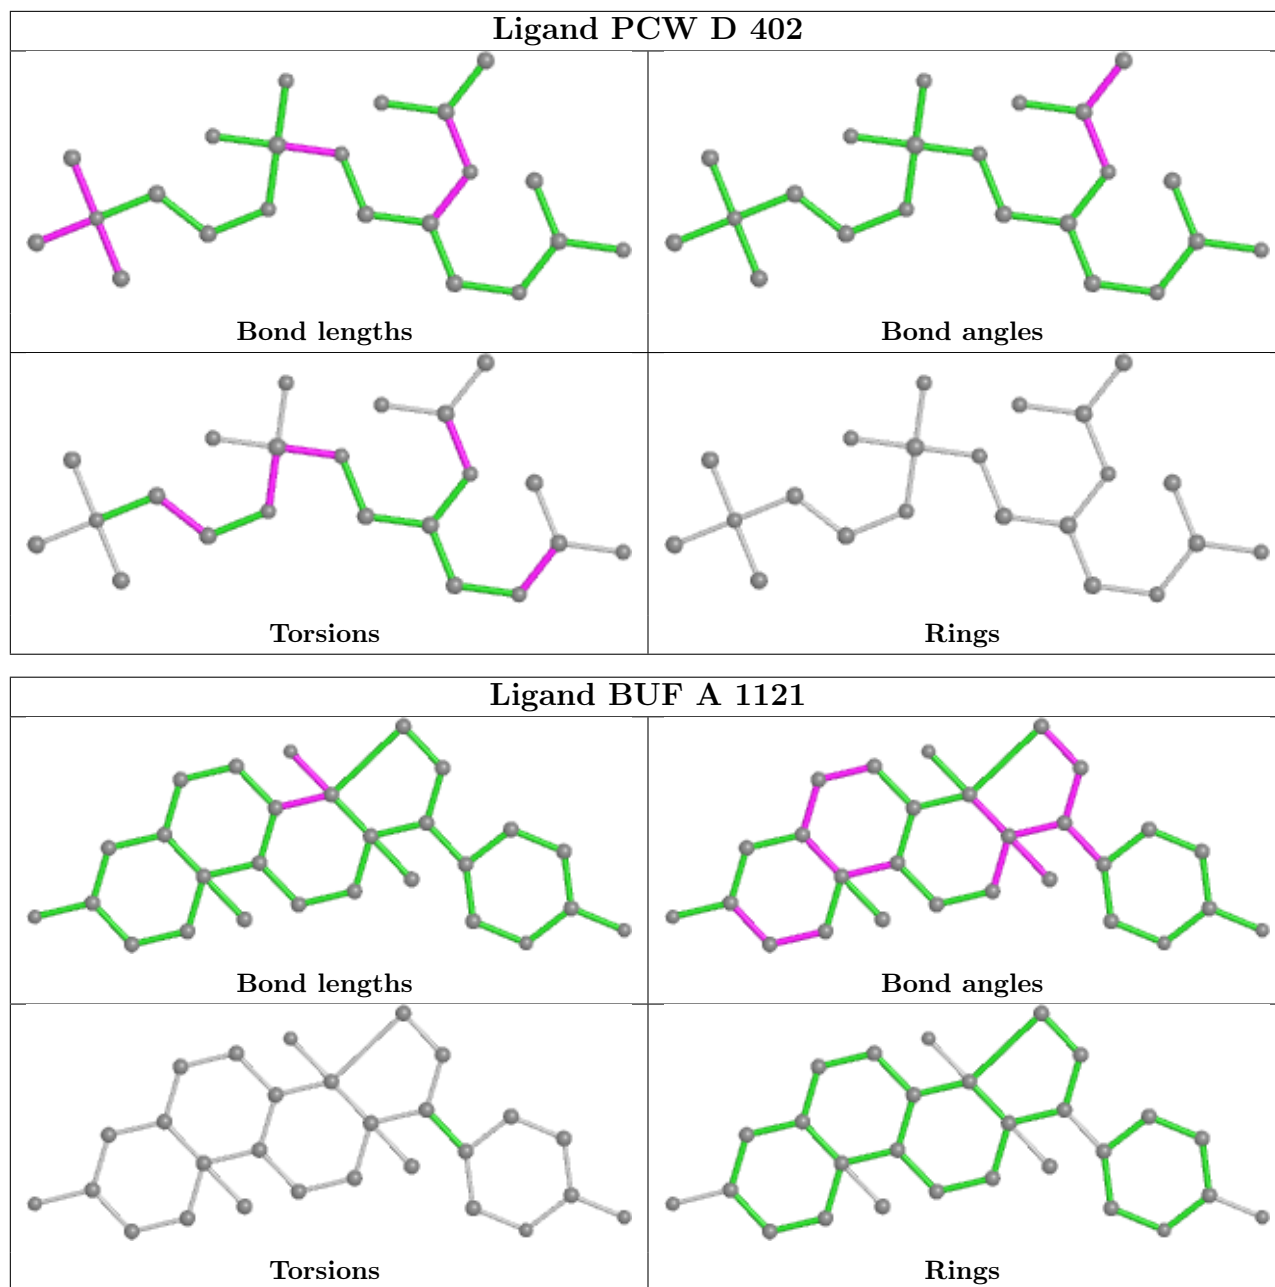 Ligand PCW D 402
Bond lengths
Bond angles
Torsions
Rings
Ligand BUF A 1121
Bond lengths
Bond angles
Torsions
Rings